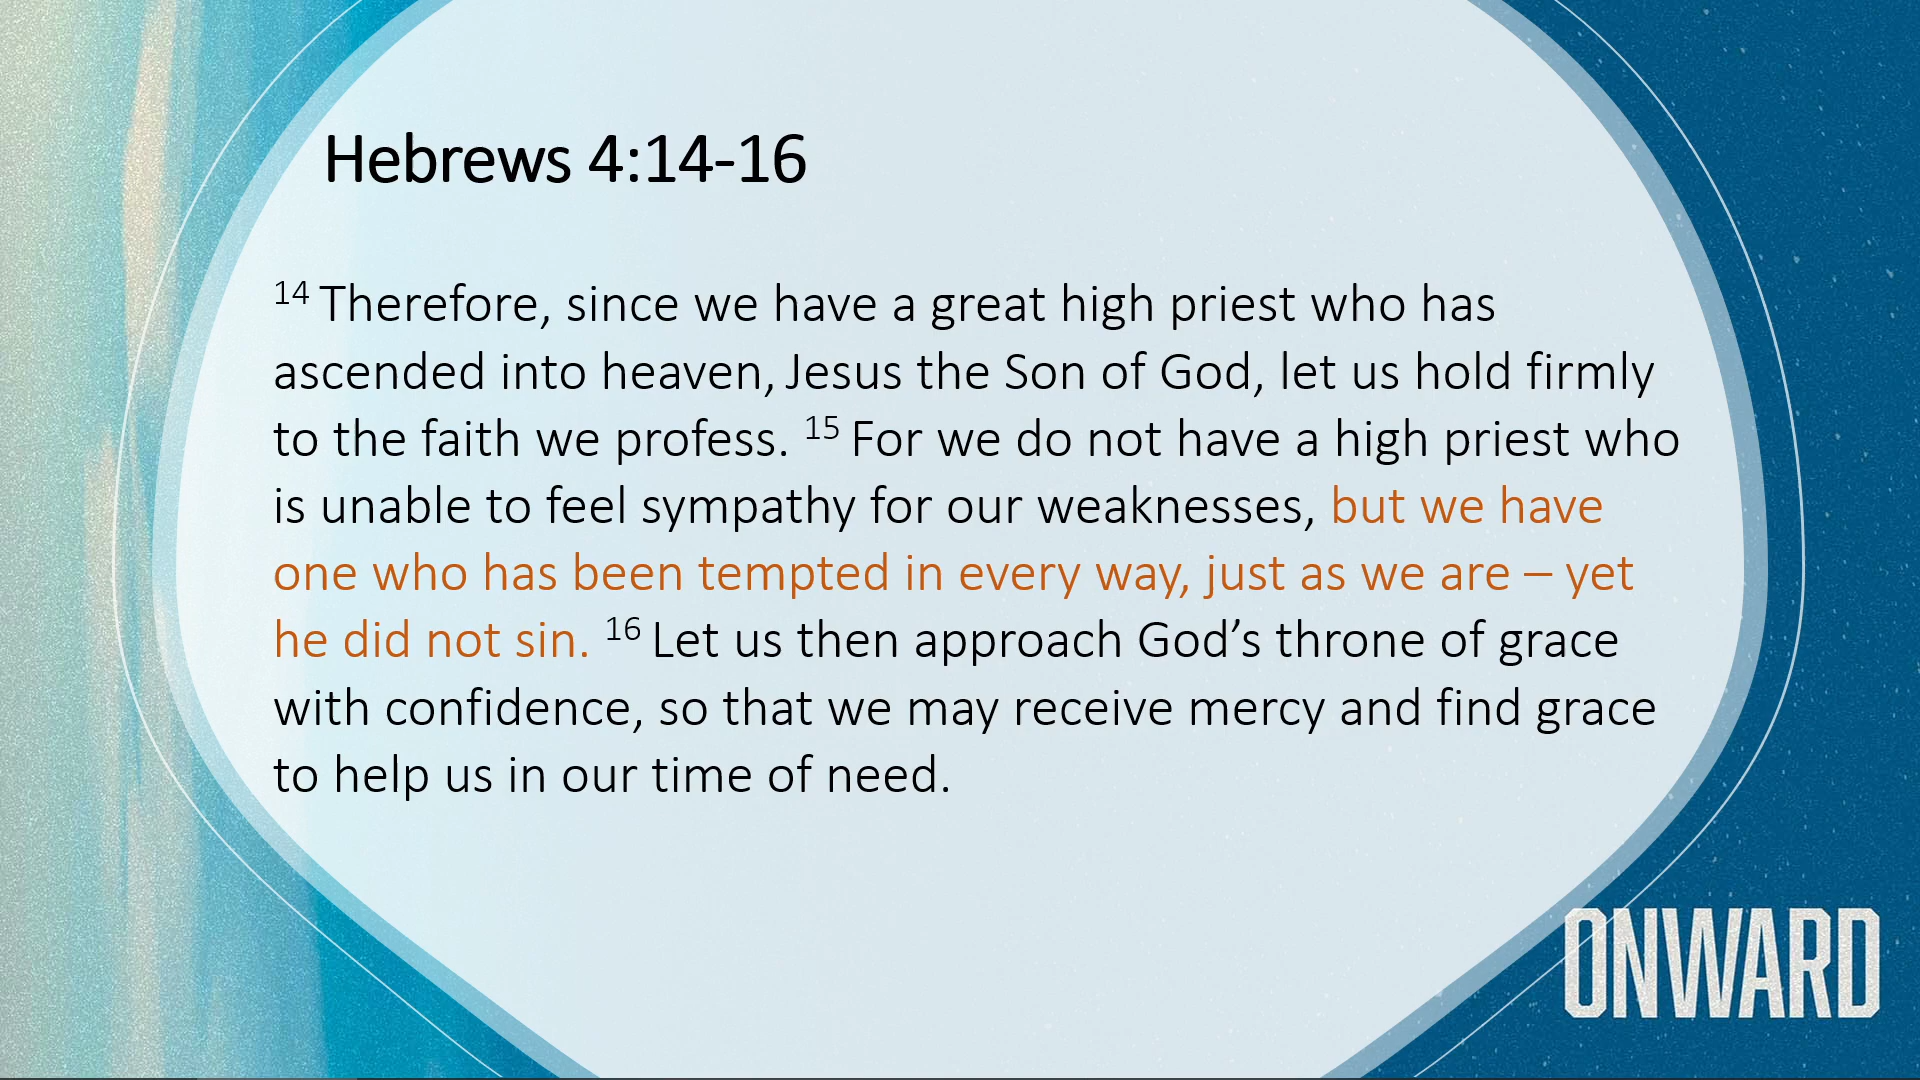 Hebrews 4:14-16
14 Therefore, since we have a great high priest who has
ascended into heaven, Jesus the Son of God, let us hold firmly
to the faith we profess. 15 For we do not have a high priest who
is unable to feel sympathy for our weaknesses, but we have
one who has been tempted in every way, just as we are – yet
he did not sin. 16 Let us then approach God’s throne of grace
with confidence, so that we may receive mercy and find grace
to help us in our time of need.
ONWARD